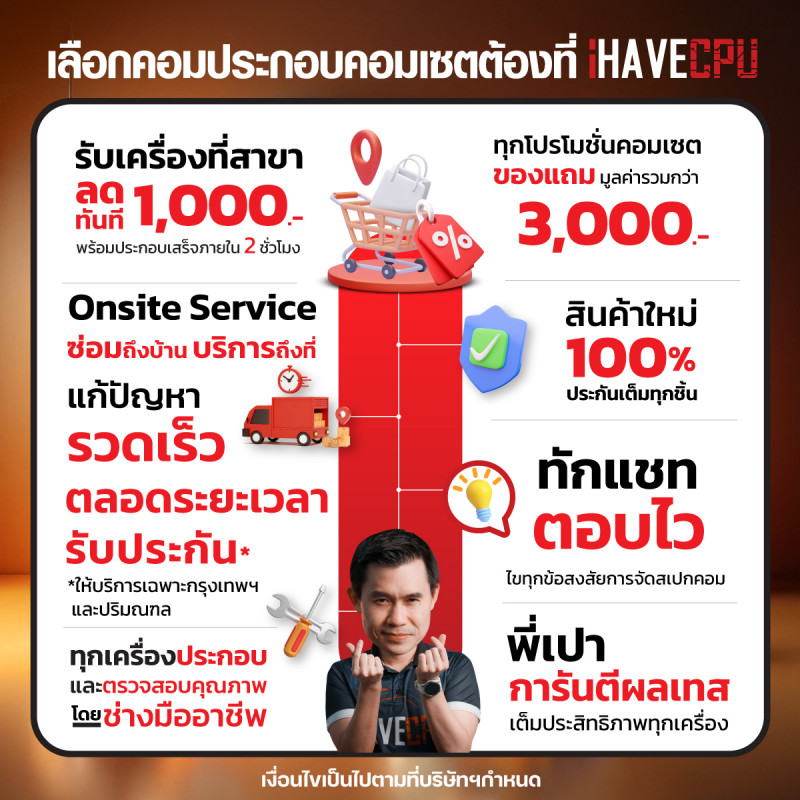 เลือกคอมประกอบคอมเซตต้องที่ iHAVECPU
รับเครื่องที่สาขา
ลดทันที 1,000.-
พร้อมประกอบเสร็จภายใน 2 ชั่วโมง
Onsite Service
ซ่อมถึงบ้าน บริการถึงที่
แก้ปัญหา
รวดเร็ว
ตลอดระยะเวลา
รับประกัน*
*ให้บริการเฉพาะกรุงเทพฯ
และปริมณฑล
ทุกเครื่องประกอบ
และตรวจสอบคุณภาพ
โดยช่างมืออาชีพ
ทุกโปรโมชั่นคอมเซต
ของแถม มูลค่ารวมกว่า
3,000.-
%
สินค้าใหม่
100%
ประกันเต็มทุกชิ้น
ทักแชท
ตอบไว
ไขทุกข้อสงสัยการจัดสเปกคอม
พี่เปา
การันตีผลเทส
เต็มประสิทธิภาพทุกเครื่อง
VECPU
เงื่อนไขเป็นไปตามที่บริษัทฯกำหนด